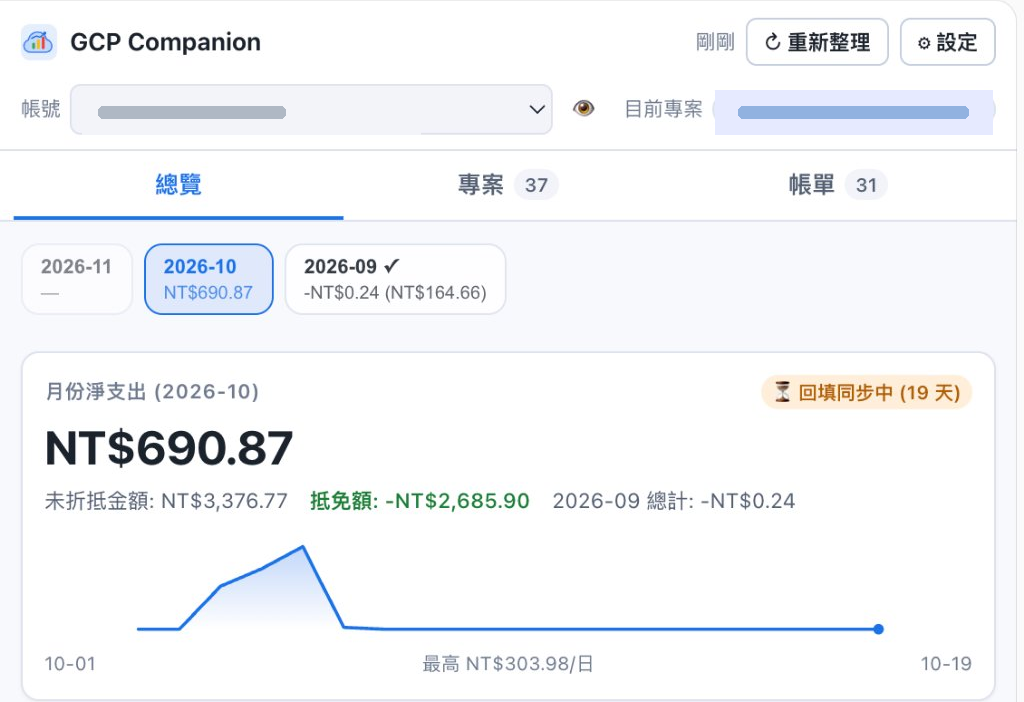 GCP Companion
剛剛
重新整理
設定
帳號
目前專案
總覽
專案 37
帳單 31
2026-11
—
2026-10
NT$690.87
2026-09 ✓
-NT$0.24 (NT$164.66)
月份淨支出 (2026-10)
回填同步中 (19 天)
NT$690.87
未折抵金額: NT$3,376.77 抵免額: -NT$2,685.90 2026-09 總計: -NT$0.24
10-01
最高 NT$303.98/日
10-19